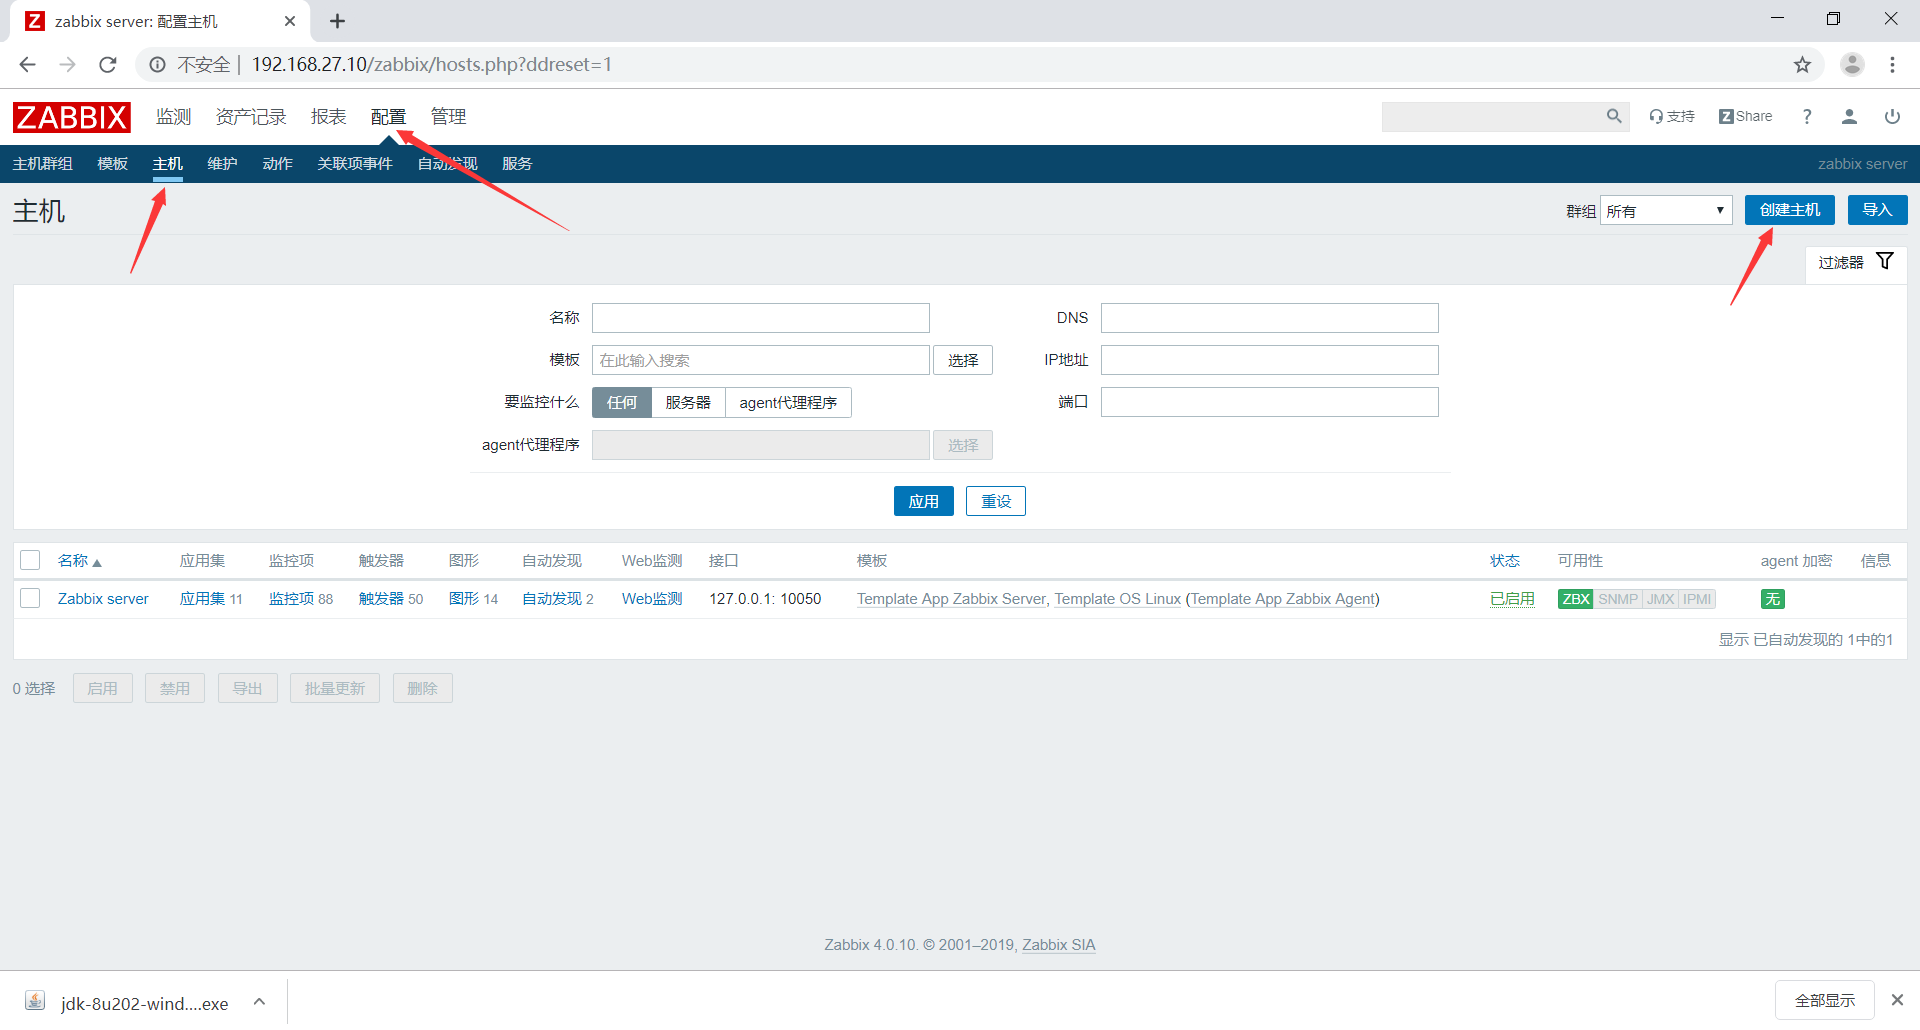 Z zabbix server: 配置主机
不安全 | 192.168.27.10/zabbix/hosts.php?ddreset=1
ZABBIX 监测 资产记录 报表 配置 管理 支持 Z Share ?
主机群组 模板 主机 维护 动作 关联项事件 自动发现 服务 zabbix server
主机 群组 所有 创建主机 导入
过滤器
名称 DNS
模板 在此输入搜索 选择 IP地址
要监控什么 任何 服务器 agent代理程序 端口
agent代理程序 选择
应用 重设
名称 应用集 监控项 触发器 图形 自动发现 Web监测 接口 模板 状态 可用性 agent 加密 信息
Zabbix server 应用集 11 监控项 88 触发器 50 图形 14 自动发现 2 Web监测 127.0.0.1: 10050 Template App Zabbix Server, Template OS Linux (Template App Zabbix Agent) 已启用 ZBX SNMP JMX IPMI 无
显示 已自动发现的 1中的1
0 选择 启用 禁用 导出 批量更新 删除
Zabbix 4.0.10. © 2001–2019, Zabbix SIA
jdk-8u202-wind....exe 全部显示